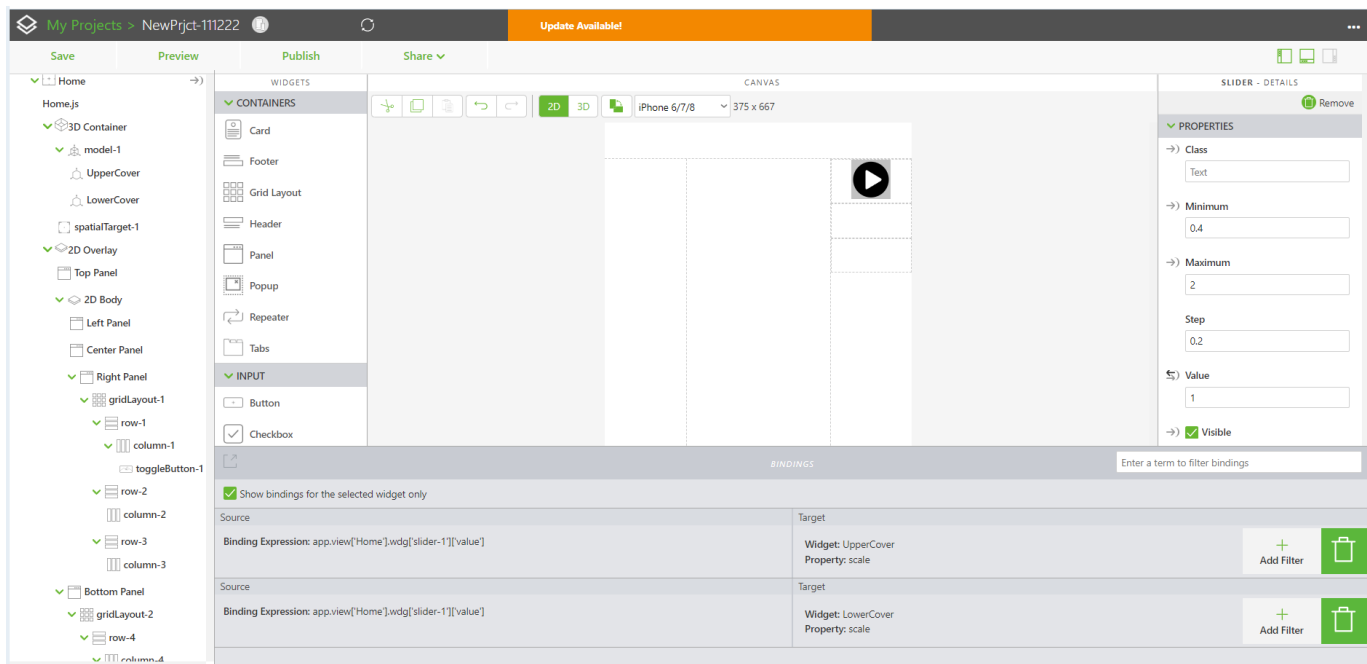 My Projects > NewPrjct-111222
Update Available!
Save
Preview
Publish
Share
Home
Home.js
3D Container
model-1
UpperCover
LowerCover
spatialTarget-1
2D Overlay
Top Panel
2D Body
Left Panel
Center Panel
Right Panel
gridLayout-1
row-1
column-1
toggleButton-1
row-2
column-2
row-3
column-3
Bottom Panel
gridLayout-2
row-4
column-4
WIDGETS
CONTAINERS
Card
Footer
Grid Layout
Header
Panel
Popup
Repeater
Tabs
INPUT
Button
Checkbox
CANVAS
2D
3D
iPhone 6/7/8
375 x 667
SLIDER - DETAILS
Remove
PROPERTIES
Class
Text
Minimum
0.4
Maximum
2
Step
0.2
Value
1
Visible
BINDINGS
Enter a term to filter bindings
Show bindings for the selected widget only
Source
Target
Binding Expression: app.view['Home'].wdg['slider-1']['value']
Widget: UpperCover
Property: scale
Add Filter
Source
Target
Binding Expression: app.view['Home'].wdg['slider-1']['value']
Widget: LowerCover
Property: scale
Add Filter